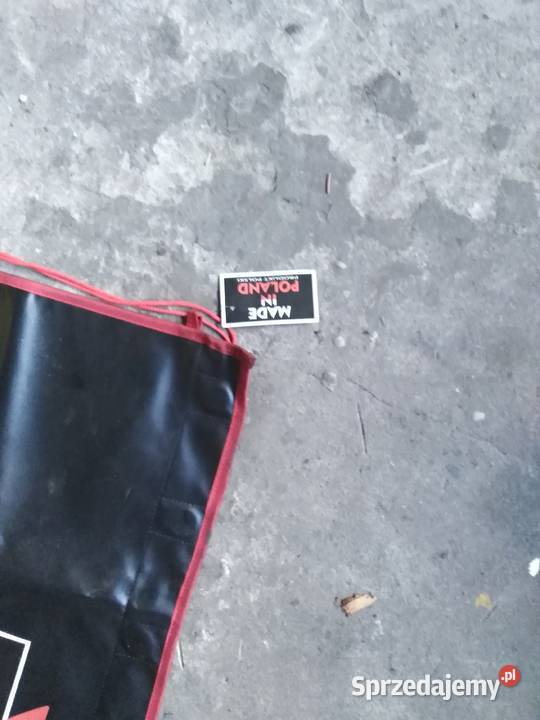 MADE
IN
POLAND
PRODUKT POLSKI
Sprzedajemy.pl